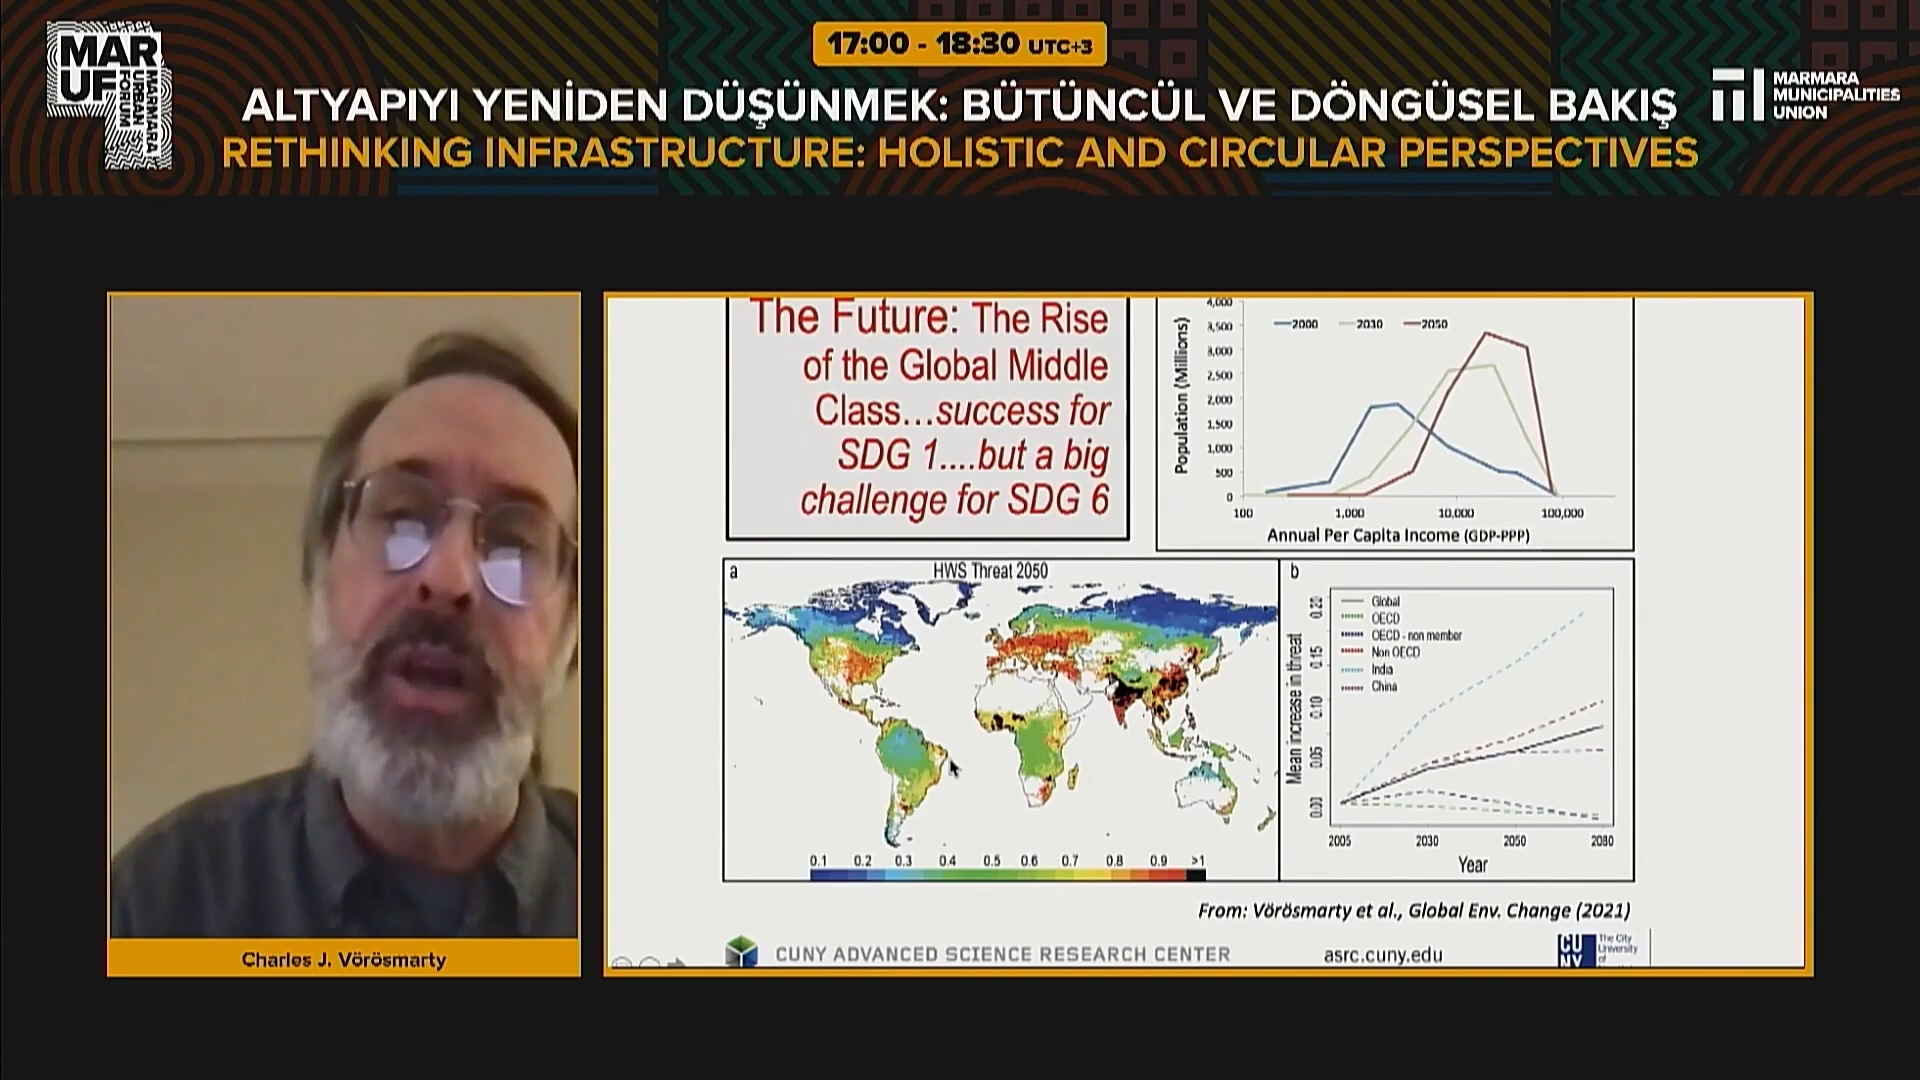 MAR
UF
MARMARA
URBAN
FORUM
17:00 - 18:30 UTC+3
ALTYAPIYI YENİDEN DÜŞÜNMEK: BÜTÜNCÜL VE DÖNGÜSEL BAKIŞ
RETHINKING INFRASTRUCTURE: HOLISTIC AND CIRCULAR PERSPECTIVES
MARMARA
MUNICIPALITIES
UNION
Charles J. Vörösmarty
The Future: The Rise
of the Global Middle
Class...success for
SDG 1....but a big
challenge for SDG 6
Population (Millions)
4,000
3,500
3,000
2,500
2,000
1,500
1,000
500
0
2000 2030 2050
100 1,000 10,000 100,000
Annual Per Capita Income (GDP-PPP)
a
HWS Threat 2050
0.1 0.2 0.3 0.4 0.5 0.6 0.7 0.8 0.9 >1
b
Mean increase in threat
0.20
0.15
0.10
0.05
0.00
Global
OECD
OECD - non member
Non OECD
India
China
2005 2030 2050 2080
Year
From: Vörösmarty et al., Global Env. Change (2021)
CUNY ADVANCED SCIENCE RESEARCH CENTER
asrc.cuny.edu
CU
NY
The City
University
of